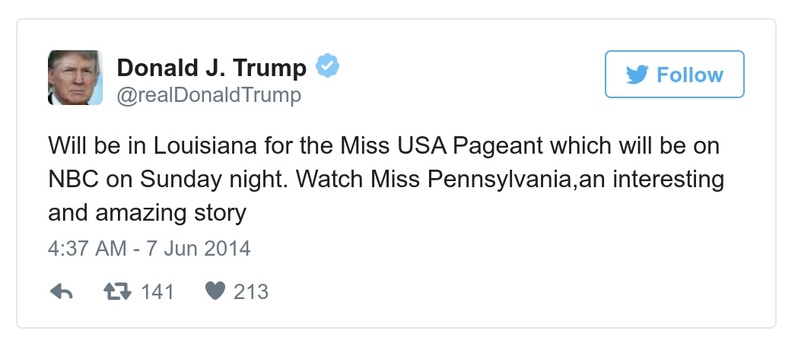 Donald J. Trump
@realDonaldTrump
Follow
Will be in Louisiana for the Miss USA Pageant which will be on
NBC on Sunday night. Watch Miss Pennsylvania,an interesting
and amazing story
4:37 AM - 7 Jun 2014
141 213